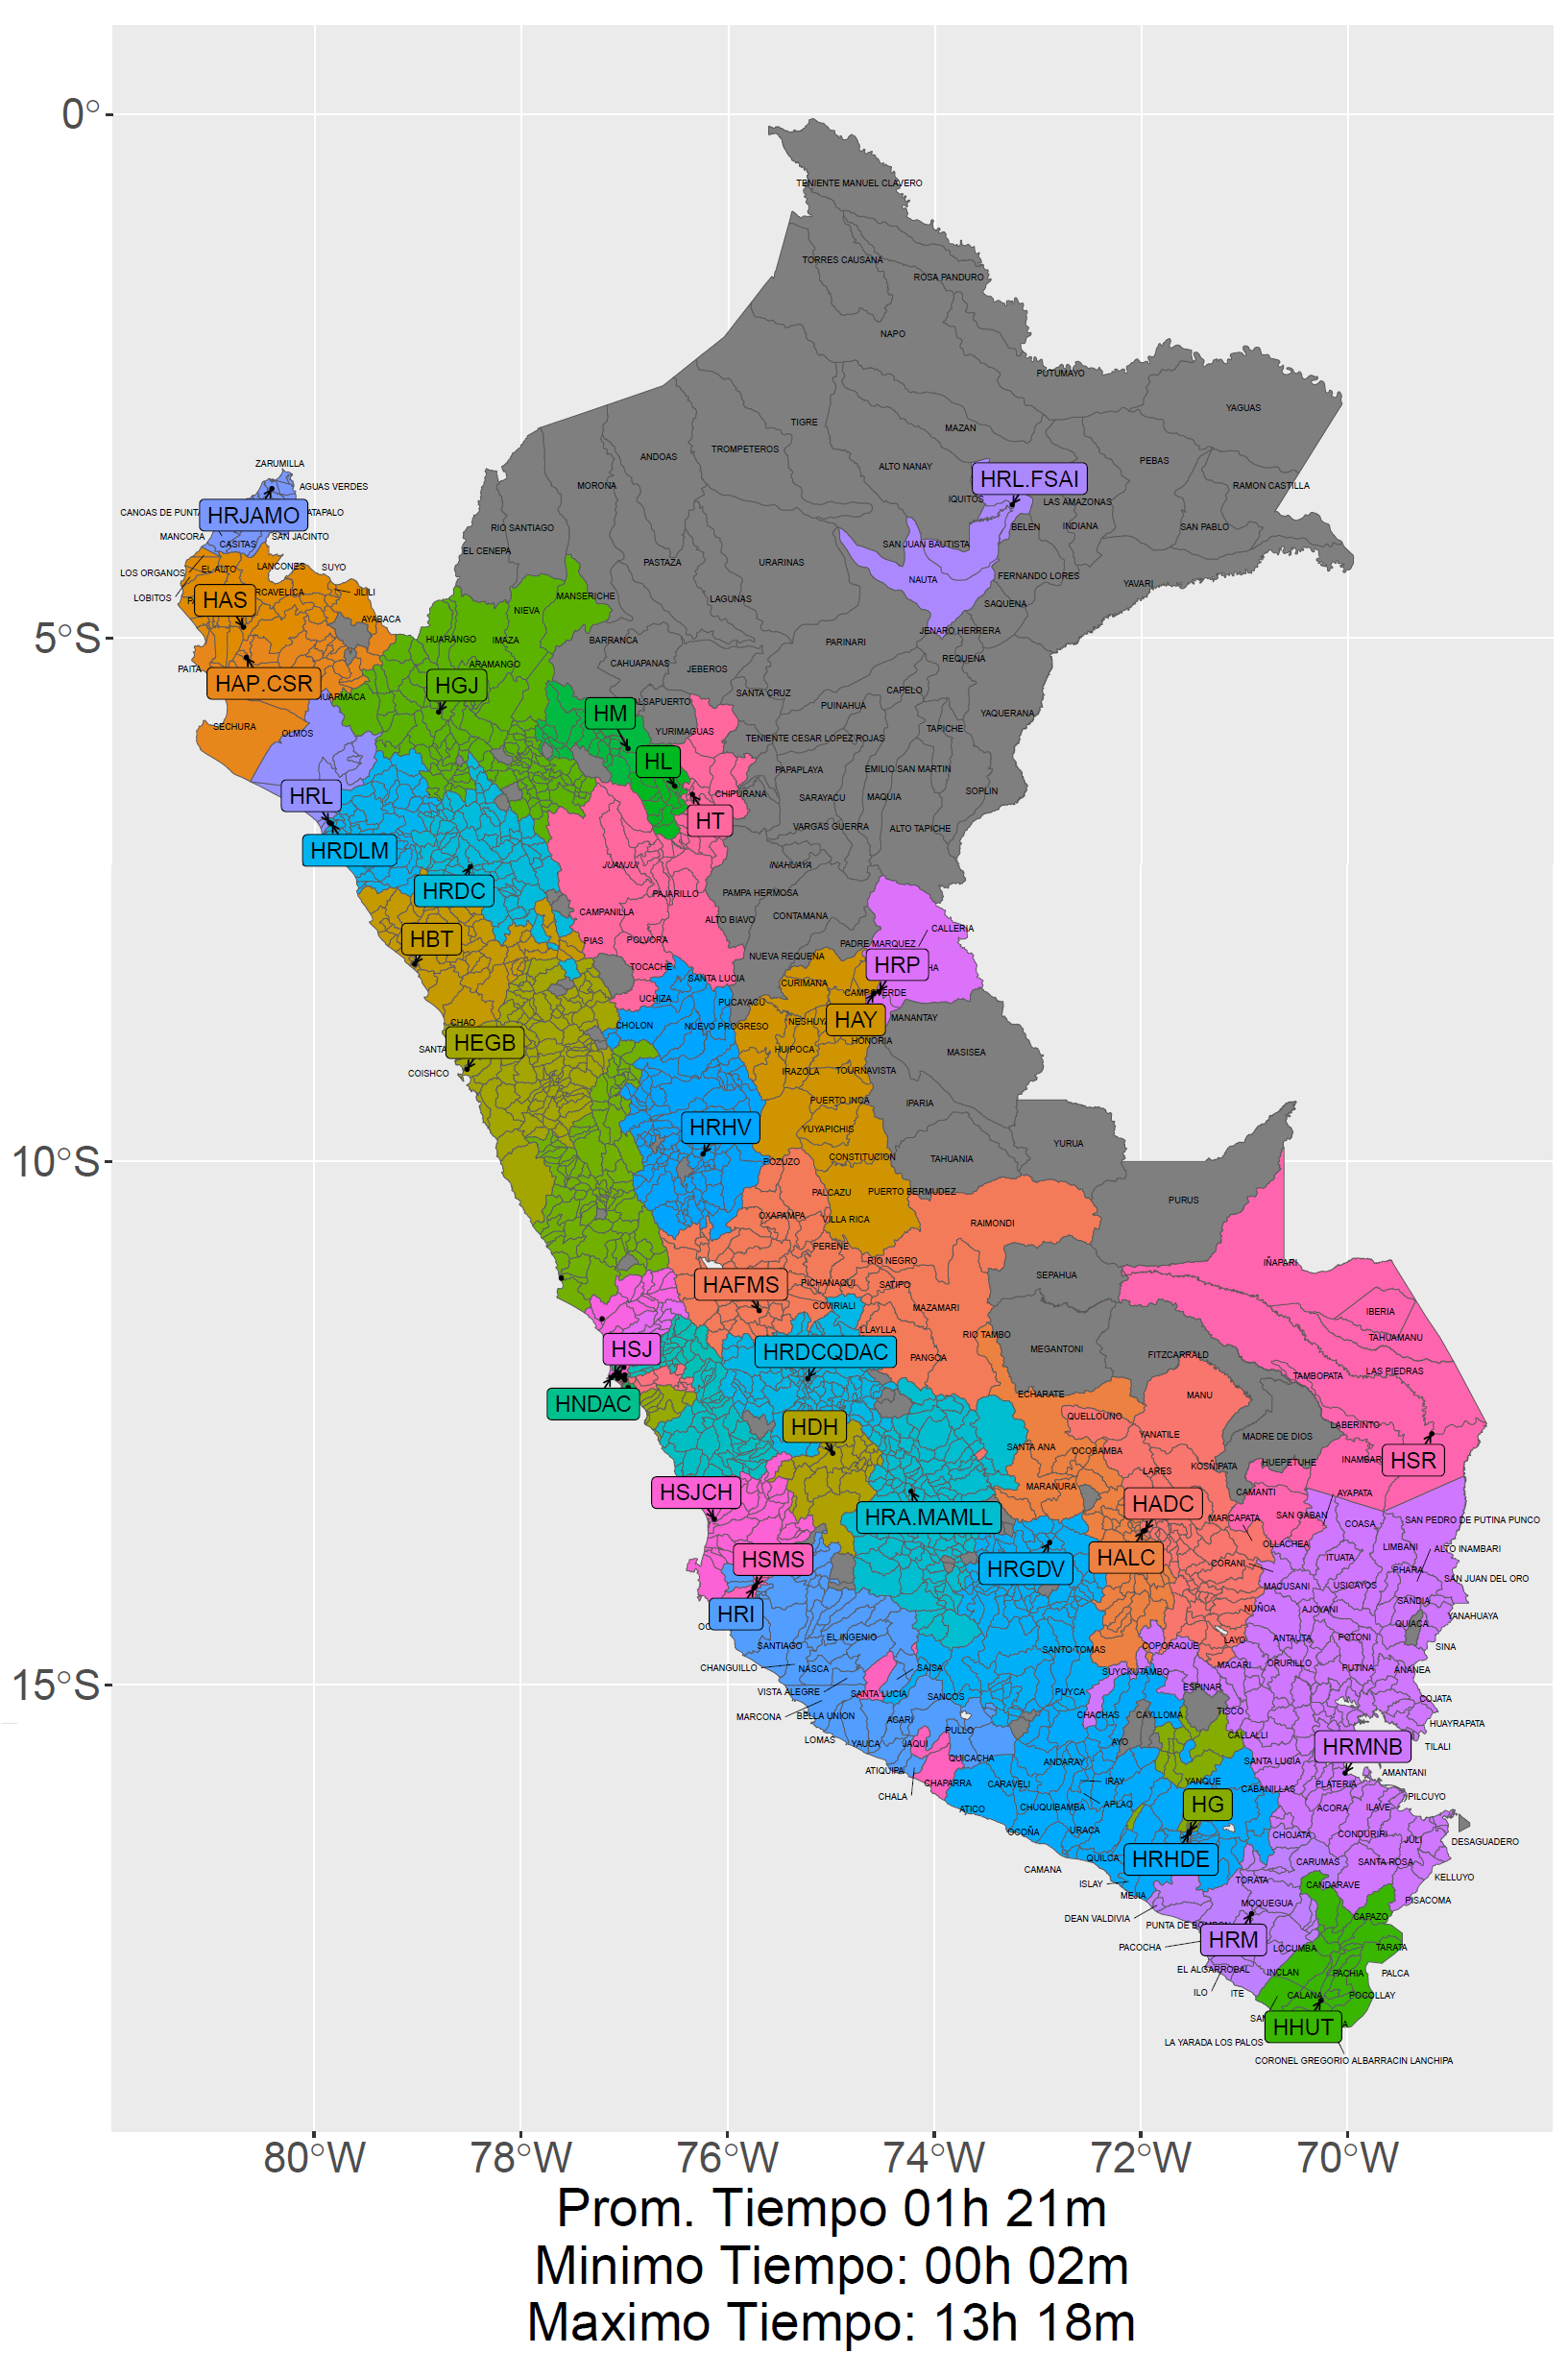 0°
TENIENTE MANUEL CLAVERO
TORRES CAUSANA
ROSA PANDURO
NAPO
PUTUMAYO
YAGUAS
TIGRE
MAZAN
TROMPETEROS
ANDOAS
ALTO NANAY
PEBAS
ZARUMILLA
HRL.FSAI
MORONA
AGUAS VERDES
RAMON CASTILLA
IQUITOS
LAS AMAZONAS
HRJAMO
RIO SANTIAGO
BELEN
INDIANA
SAN PABLO
MANCORA
SAN JACINTO
CASITAS
EL CENEPA
SAN JUAN BAUTISTA
PASTAZA
URARINAS
LOS ORGANOS
EL ALTO
LANCONES
SUYO
NAUTA
FERNANDO LORES
YAVARI
LOBITOS
HAS
JILILI
MANSERICHE
LAGUNAS
SAQUENA
NIEVA
AYABACA
5°S
HUARANGO
IMAZA
BARRANCA
PARINARI
JENARO HERRERA
PAITA
ARAMANGO
CAHUAPANAS
JEBEROS
REQUENA
HAP.CSR
HGJ
SANTA CRUZ
CAPELO
PUINAHUA
YAQUERANA
HM
SECHURA
OLMOS
YURIMAGUAS
TENIENTE CESAR LOPEZ ROJAS
TAPICHE
HL
PAPAPLAYA
EMILIO SAN MARTIN
HRL
CHIPURANA
SARAYACU
MAQUIA
SOPLIN
HT
VARGAS GUERRA
ALTO TAPICHE
HRDLM
JUANJUI
INAHUAYA
HRDC
PAJARILLO
PAMPA HERMOSA
CAMPANILLA
ALTO BIAVO
CONTAMANA
HBT
PIAS
POLVORA
CALLERIA
PADRE MARQUEZ
NUEVA REQUENA
HRP
TOCACHE
SANTA LUCIA
CURIMANA
UCHIZA
PUCAYACU
HAY
MANANTAY
CHAO
CHOLON
NUEVO PROGRESO
HEGB
SANTA
HUIPOCA
HONORIA
MASISEA
COISHCO
IRAZOLA
TOURNAVISTA
PUERTO INCA
IPARIA
HRHV
YUYAPICHIS
YURUA
10°S
POZUZO
CONSTITUCION
TAHUANIA
PALCAZU
PUERTO BERMUDEZ
PURUS
OXAPAMPA
VILLA RICA
RAIMONDI
PERENE
RIO NEGRO
IÑAPARI
HAFMS
PICHANAQUI
SATIPO
SEPAHUA
COVIRIALI
MAZAMARI
IBERIA
HSJ
LLAYLLA
RIO TAMBO
TAHUAMANU
HRDCQDAC
PANGOA
MEGANTONI
FITZCARRALD
LAS PIEDRAS
TAMBOPATA
HNDAC
ECHARATE
MANU
HDH
QUELLOUNO
LABERINTO
YANATILE
MADRE DE DIOS
SANTA ANA
OCOBAMBA
HSR
LARES
KOSÑIPATA
HUEPETUHE
HSJCH
MARANURA
CAMANTI
AYAPATA
HADC
HRA.MAMLL
MARCAPATA
SAN GABAN
COASA
SAN PEDRO DE PUTINA PUNCO
OLLACHEA
LIMBANI
ALTO INAMBARI
HSMS
HRGDV
HALC
CORANI
ITUATA
PHARA
SAN JUAN DEL ORO
MACUSANI
USICAYOS
HRI
NUÑOA
AJOYANI
SANDIA
YANAHUAYA
QUIACA
SANTIAGO
EL INGENIO
SANTO TOMAS
COPORAQUE
LAYO
ANTAUTA
POTONI
SINA
CHANGUILLO
NASCA
SAISA
SUYCKUTAMBO
MACARI
ORURILLO
PUTINA
ANANEA
15°S
VISTA ALEGRE
SANTA LUCIA
SANCOS
PUYCA
ESPINAR
COJATA
MARCONA
BELLA UNION
ACARI
CHACHAS
CAYLLOMA
TISCO
HUAYRAPATA
LOMAS
YAUCA
JAQUI
PULLO
AYO
CALLALLI
HRMNB
TILALI
ATIQUIPA
QUICACHA
ANDARAY
SANTA LUCIA
AMANTANI
CHALA
CHAPARRA
CARAVELI
IRAY
YANQUE
CABANILLAS
PLATERIA
PILCUYO
ATICO
CHUQUIBAMBA
APLAO
HG
ACORA
ILAVE
OCOÑA
URACA
CHOJATA
CONDURIRI
JULI
DESAGUADERO
CAMANA
QUILCA
HRHDE
CARUMAS
SANTA ROSA
ISLAY
TORATA
CANDARAVE
KELLUYO
MEJIA
MOQUEGUA
PISACOMA
DEAN VALDIVIA
PUNTA DE BOMBON
CAPAZO
PACOCHA
HRM
LOCUMBA
TARATA
EL ALGARROBAL
INCLAN
PACHIA
PALCA
ILO
ITE
CALANA
POCOLLAY
HHUT
LA YARADA LOS PALOS
CORONEL GREGORIO ALBARRACIN LANCHIPA
80°W
78°W
76°W
74°W
72°W
70°W
Prom. Tiempo 01h 21m
Minimo Tiempo: 00h 02m
Maximo Tiempo: 13h 18m